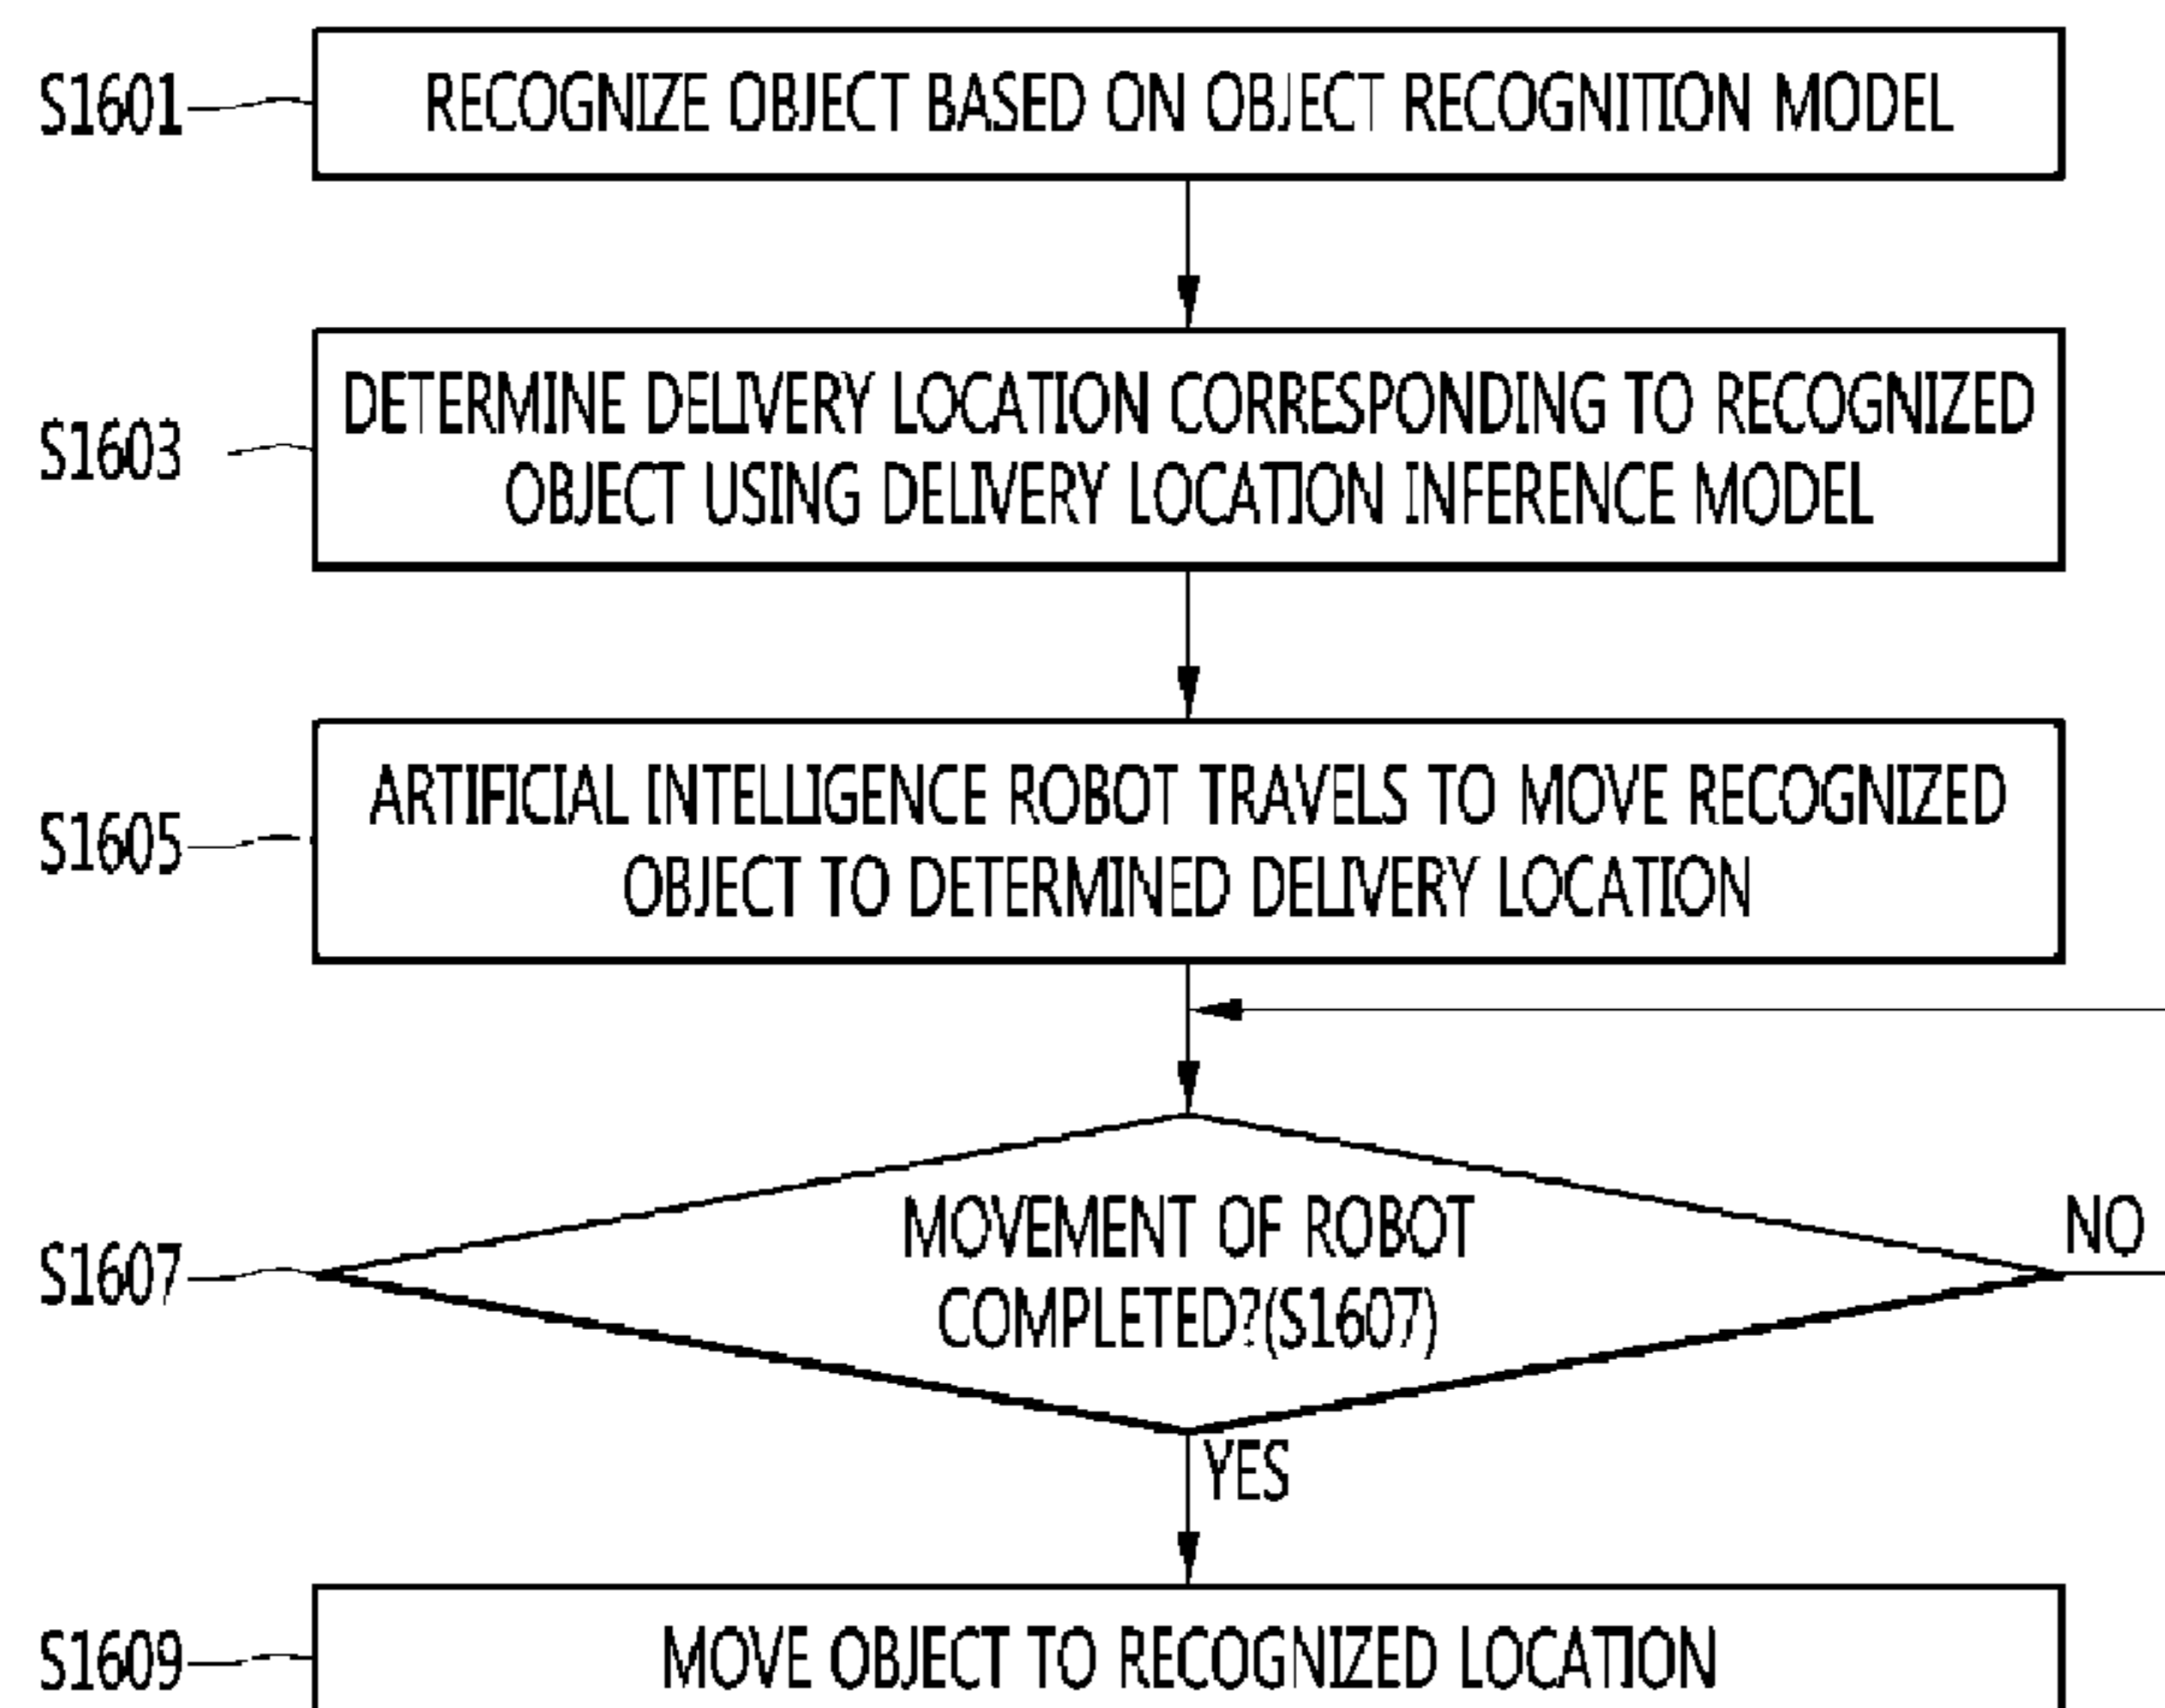 S1601
RECOGNIZE OBJECT BASED ON OBJECT RECOGNITION MODEL
S1603
DETERMINE DELIVERY LOCATION CORRESPONDING TO RECOGNIZED
OBJECT USING DELIVERY LOCATION INFERENCE MODEL
S1605
ARTIFICIAL INTELLIGENCE ROBOT TRAVELS TO MOVE RECOGNIZED
OBJECT TO DETERMINED DELIVERY LOCATION
S1607
MOVEMENT OF ROBOT
COMPLETED?(S1607)
NO
YES
S1609
MOVE OBJECT TO RECOGNIZED LOCATION